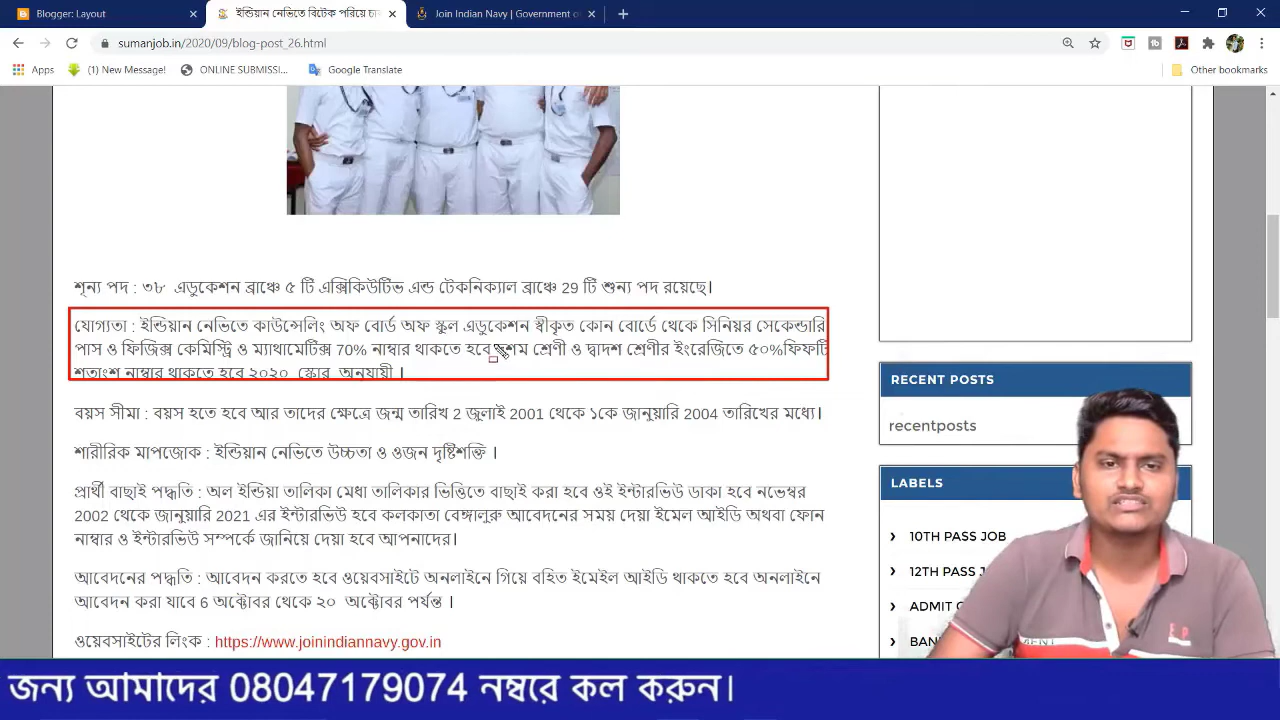 Blogger: Layout
ইন্ডিয়ান নেভিতে বিটেক পরিয়ে চা
Join Indian Navy | Government o
sumanjob.in/2020/09/blog-post_26.html
Apps
(1) New Message!
ONLINE SUBMISSI...
Google Translate
Other bookmarks
শূন্য পদ : ৩৮ এডুকেশন ব্রাঞ্চে ৫ টি এক্সিকিউটিভ এন্ড টেকনিক্যাল ব্রাঞ্চে 29 টি শুন্য পদ রয়েছে।
যোগ্যতা : ইন্ডিয়ান নেভিতে কাউন্সেলিং অফ বোর্ড অফ স্কুল এডুকেশন স্বীকৃত কোন বোর্ডে থেকে সিনিয়র সেকেন্ডারি
পাস ও ফিজিক্স কেমিস্ট্রি ও ম্যাথামেটিক্স 70% নাম্বার থাকতে হবে দশম শ্রেণী ও দ্বাদশ শ্রেণীর ইংরেজিতে ৫০%ফিফটি
শতাংশ নাম্বার থাকতে হবে ২০২০ স্কোর অনুযায়ী ।
বয়স সীমা : বয়স হতে হবে আর তাদের ক্ষেত্রে জন্ম তারিখ 2 জুলাই 2001 থেকে ১কে জানুয়ারি 2004 তারিখের মধ্যে।
শারীরিক মাপজোক : ইন্ডিয়ান নেভিতে উচ্চতা ও ওজন দৃষ্টিশক্তি ।
প্রার্থী বাছাই পদ্ধতি : অল ইন্ডিয়া তালিকা মেধা তালিকার ভিত্তিতে বাছাই করা হবে ওই ইন্টারভিউ ডাকা হবে নভেম্বর
2002 থেকে জানুয়ারি 2021 এর ইন্টারভিউ হবে কলকাতা বেঙ্গালুরু আবেদনের সময় দেয়া ইমেল আইডি অথবা ফোন
নাম্বার ও ইন্টারভিউ সম্পর্কে জানিয়ে দেয়া হবে আপনাদের।
আবেদনের পদ্ধতি : আবেদন করতে হবে ওয়েবসাইটে অনলাইনে গিয়ে বহিত ইমেইল আইডি থাকতে হবে অনলাইনে
আবেদন করা যাবে 6 অক্টোবর থেকে ২০ অক্টোবর পর্যন্ত ।
ওয়েবসাইটের লিংক : https://www.joinindiannavy.gov.in
RECENT POSTS
recentposts
LABELS
10TH PASS JOB
12TH PASS
ADMIT
জন্য আমাদের 08047179074 নম্বরে কল করুন।